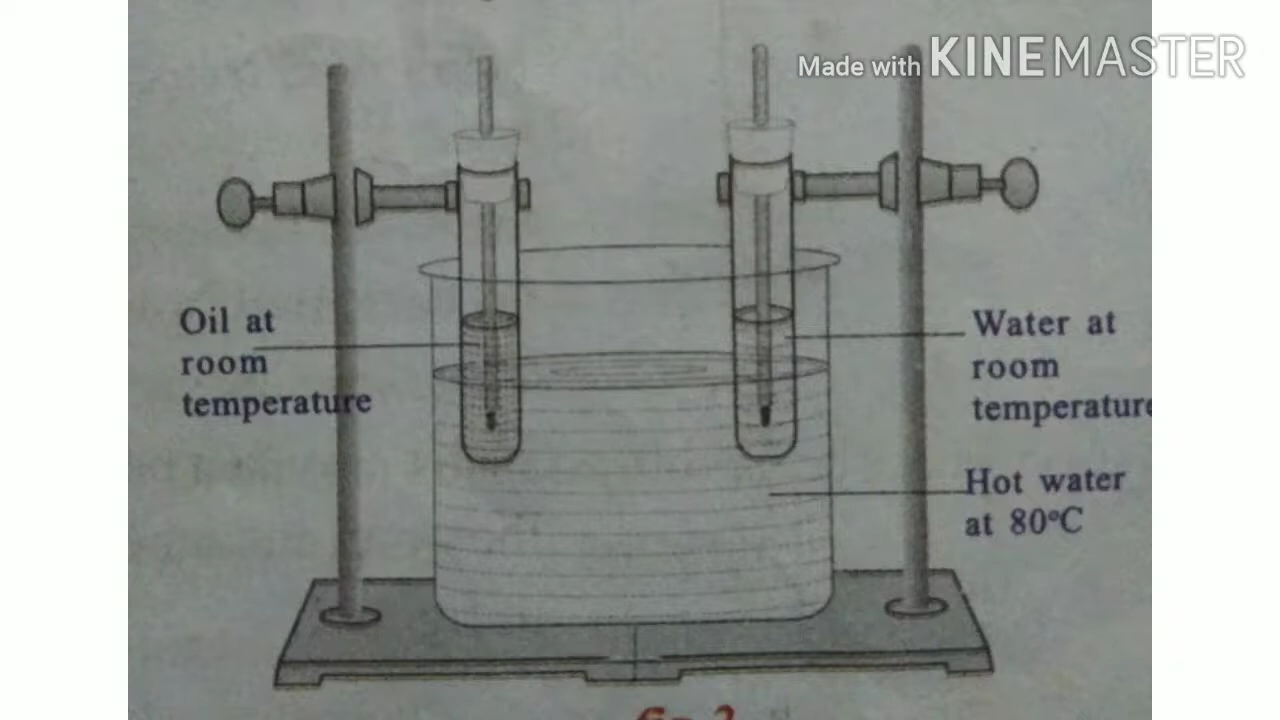 Made with KINEMASTER
Oil at
room
temperature
Water at
room
temperature
Hot water
at 80°C